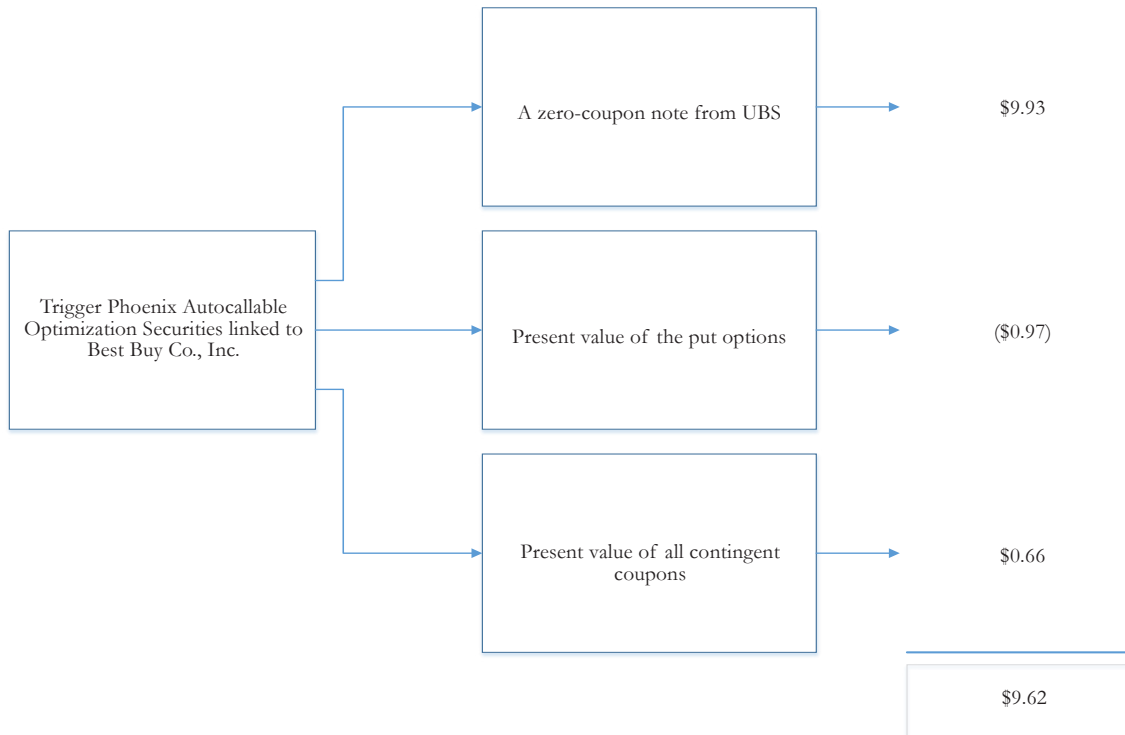 A zero-coupon note from UBS
$9.93
Trigger Phoenix Autocallable
Optimization Securities linked to
Best Buy Co., Inc.
Present value of the put options
($0.97)
Present value of all contingent
coupons
$0.66
$9.62